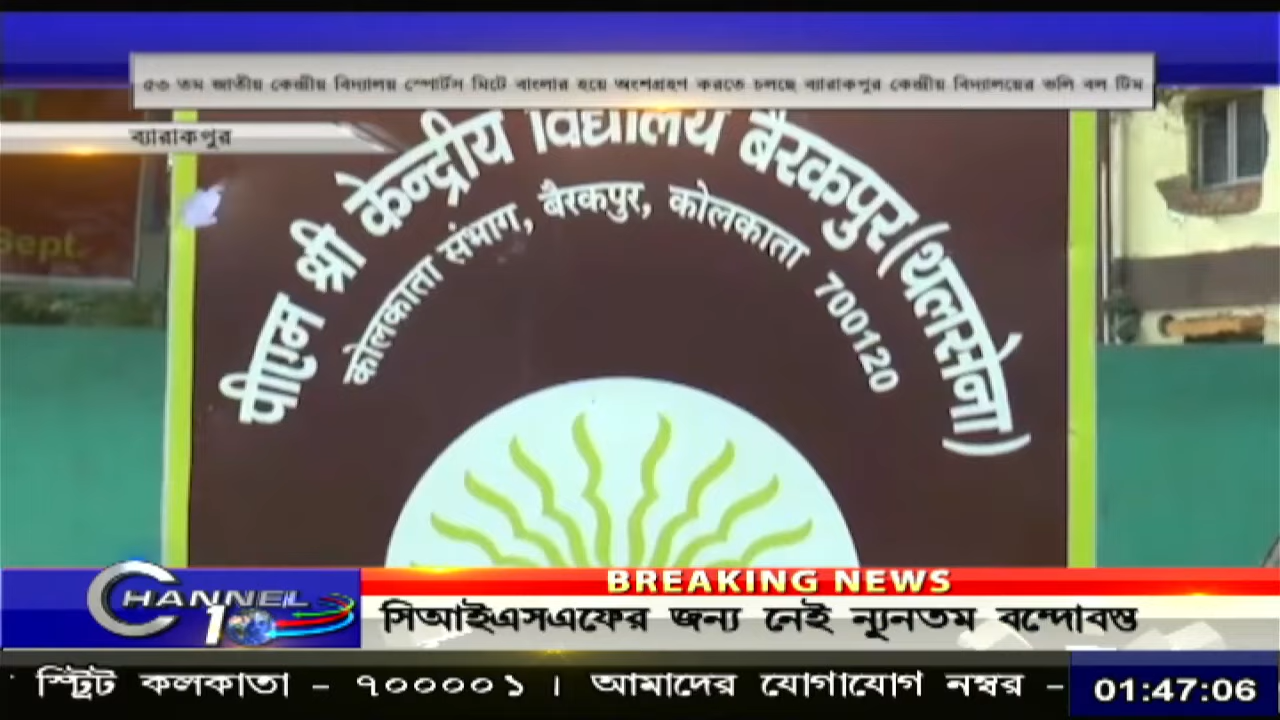 ৫৩ তম জাতীয় কেন্দ্রীয় বিদ্যালয় স্পোর্টস মিটে বাংলার হয়ে অংশগ্রহণ করতে চলছে ব্যারাকপুর কেন্দ্রীয় বিদ্যালয়ের ভলি বল টিম
ব্যারাকপুর
पीएम श्री केन्द्रीय विद्यालय बैरकपुर(थलसेना)
कोलकाता संभाग, बैरकपुर, कोलकाता 700120
Sept.
BREAKING NEWS
CHANNEL 10
সিআইএসএফের জন্য নেই ন্যূনতম বন্দোবস্ত
স্ট্রিট কলকাতা - ৭০০০০১ । আমাদের যোগাযোগ নম্বর -
01:47:06